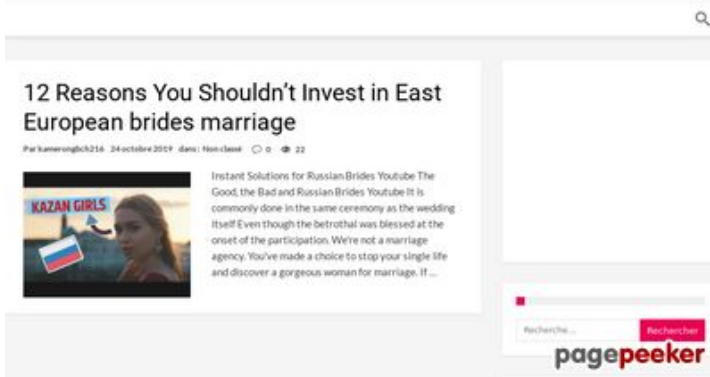 12 Reasons You Shouldn't Invest in East
European brides marriage
Par kamerongbch216 24 octobre 2019 dans : Non classé 0 22
Instant Solutions for Russian Brides Youtube The
Good, the Bad and Russian Brides Youtube It is
commonly done in the same ceremony as the wedding
itself Even though the betrothal was blessed at the
onset of the participation. We're not a marriage
agency. You've made a choice to stop your single life
and discover a gorgeous woman for marriage. If ...
KAZAN GIRLS
Recherche ...
Rechercher
pagepeeker